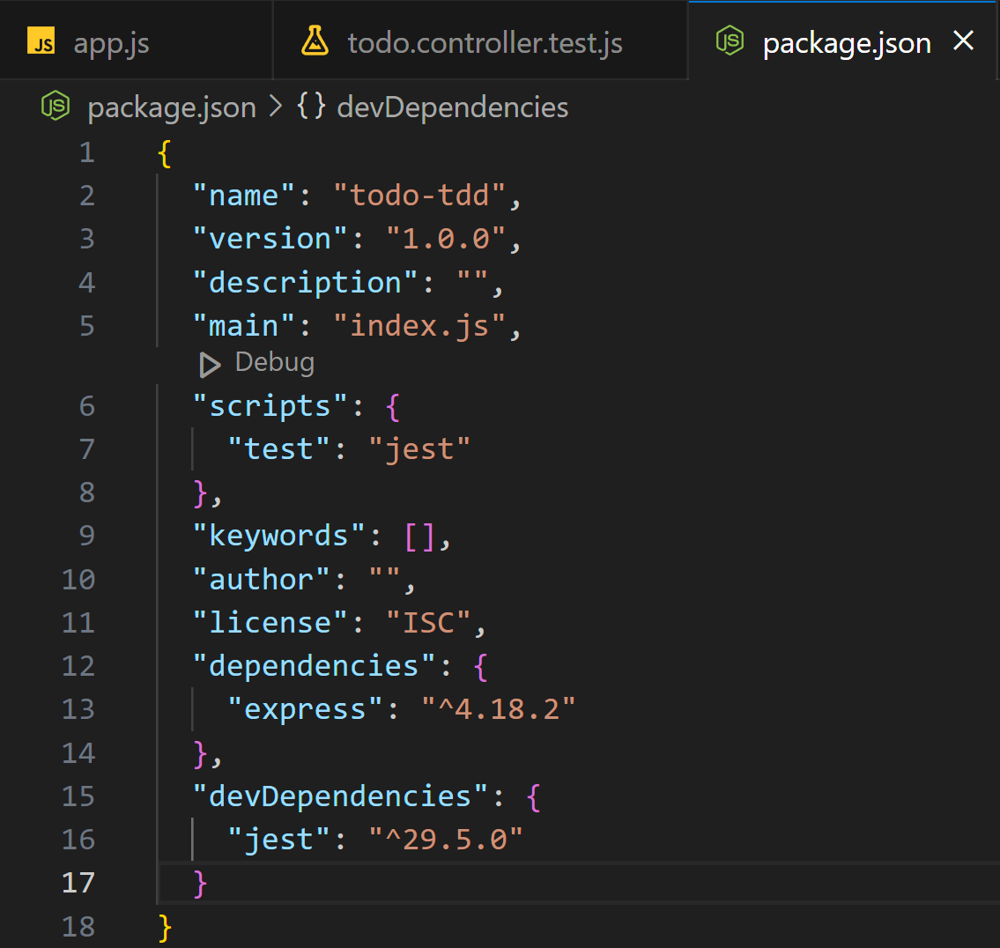 JS app.js todo.controller.test.js JS package.json ×
JS package.json > {} devDependencies
1 {
2 "name": "todo-tdd",
3 "version": "1.0.0",
4 "description": "",
5 "main": "index.js",
Debug
6 "scripts": {
7 "test": "jest"
8 },
9 "keywords": [],
10 "author": "",
11 "license": "ISC",
12 "dependencies": {
13 "express": "^4.18.2"
14 },
15 "devDependencies": {
16 "jest": "^29.5.0"
17 }
18 }